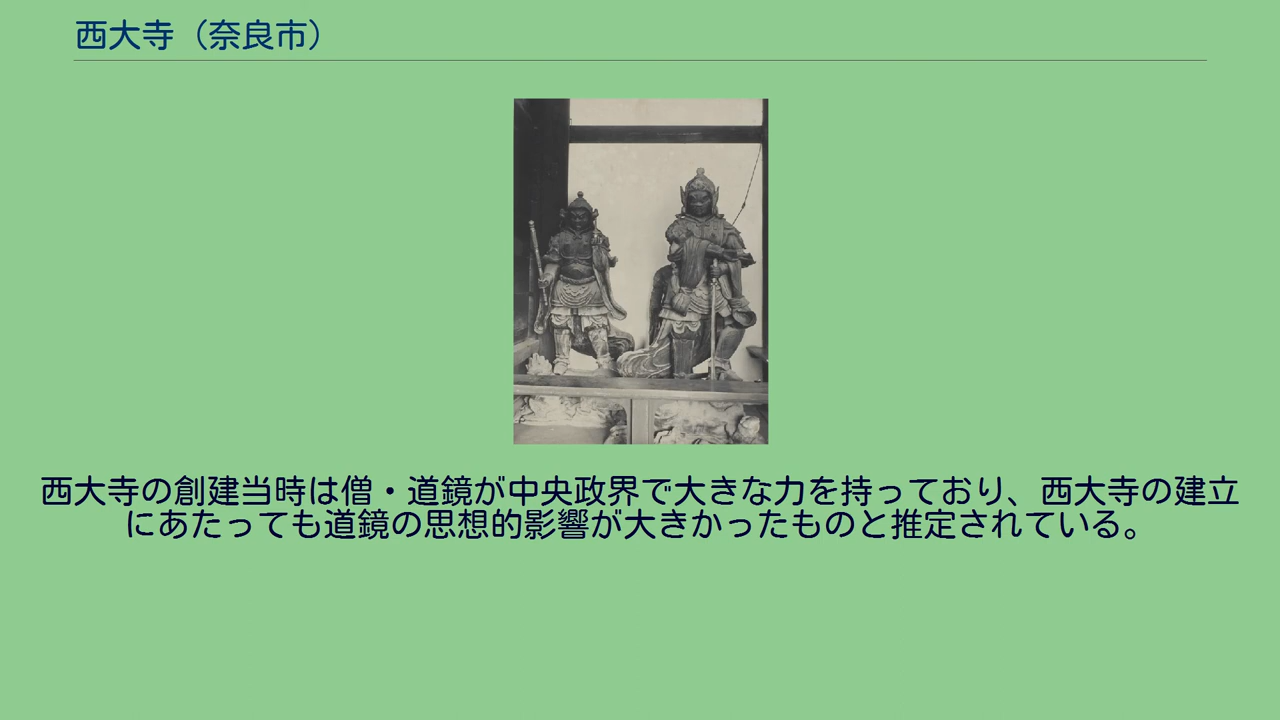 西大寺（奈良市）
西大寺の創建当時は僧・道鏡が中央政界で大きな力を持っており、西大寺の建立
にあたっても道鏡の思想的影響が大きかったものと推定されている。